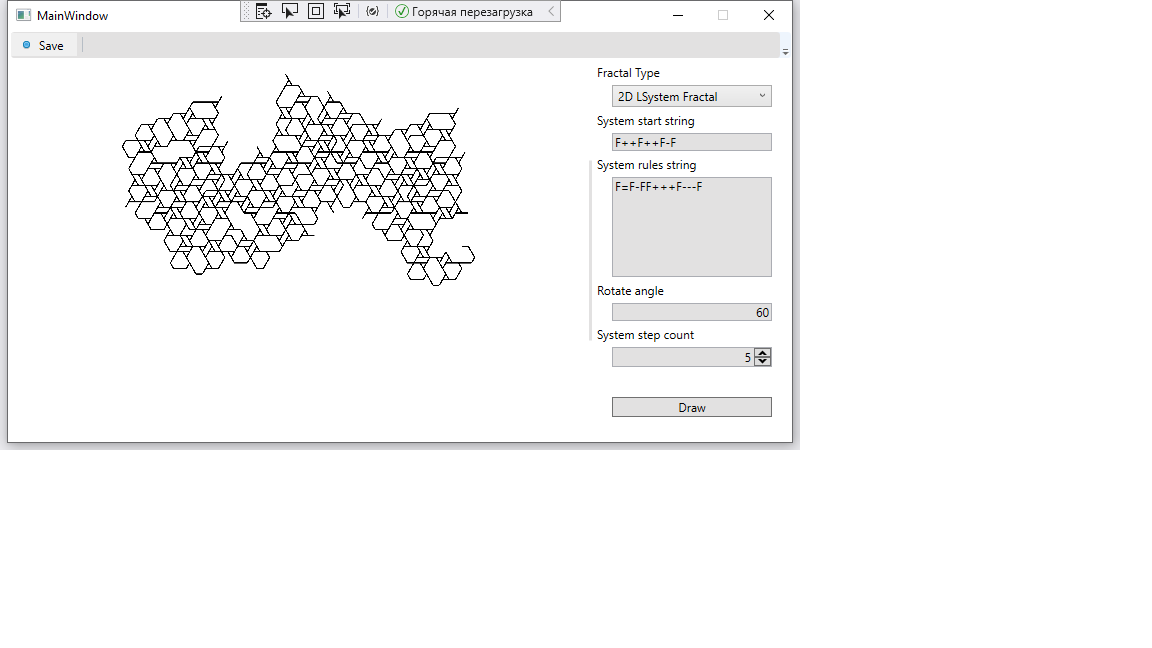 MainWindow
Горячая перезагрузка
Save
Fractal Type
2D LSystem Fractal
System start string
F++F++F-F
System rules string
F=F-FF+++F---F
Rotate angle
60
System step count
5
Draw